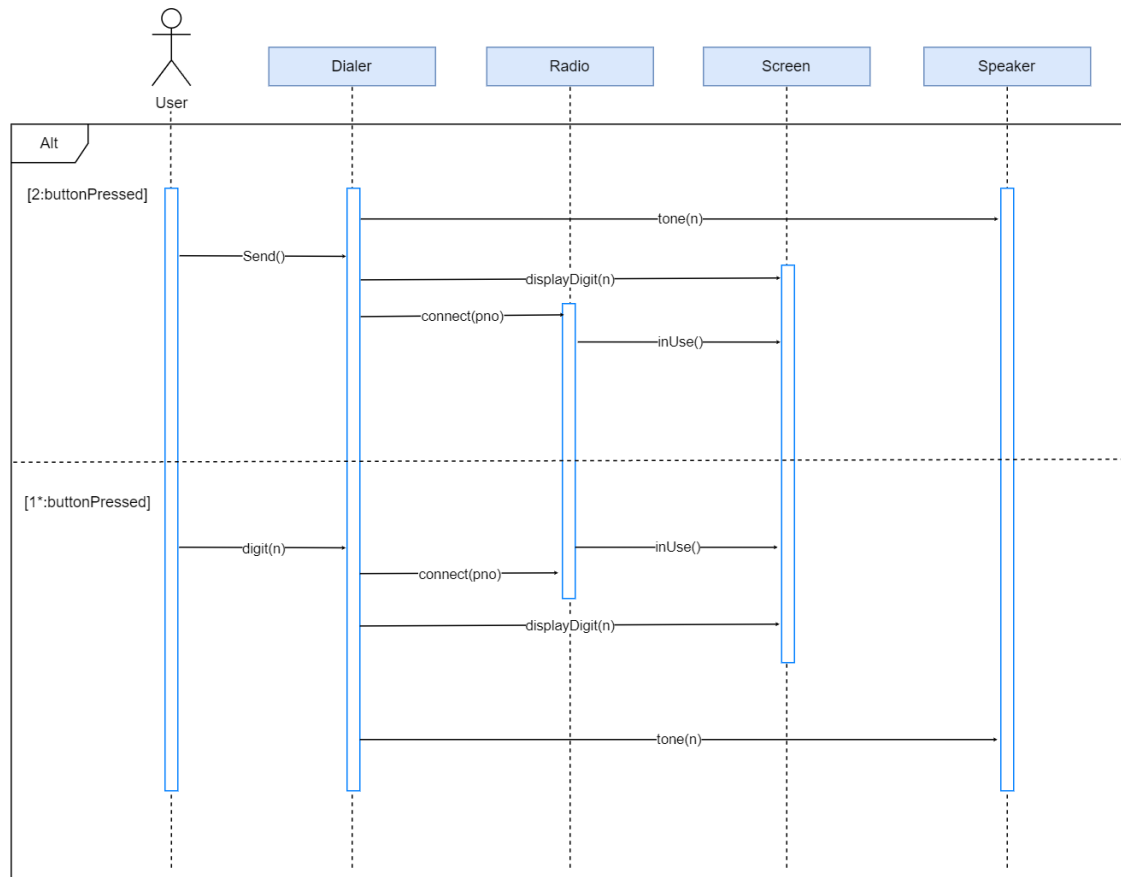 User
Dialer
Radio
Screen
Speaker
Alt
[2:buttonPressed]
tone(n)
Send()
displayDigit(n)
connect(pno)
inUse()
[1*:buttonPressed]
digit(n)
inUse()
connect(pno)
displayDigit(n)
tone(n)